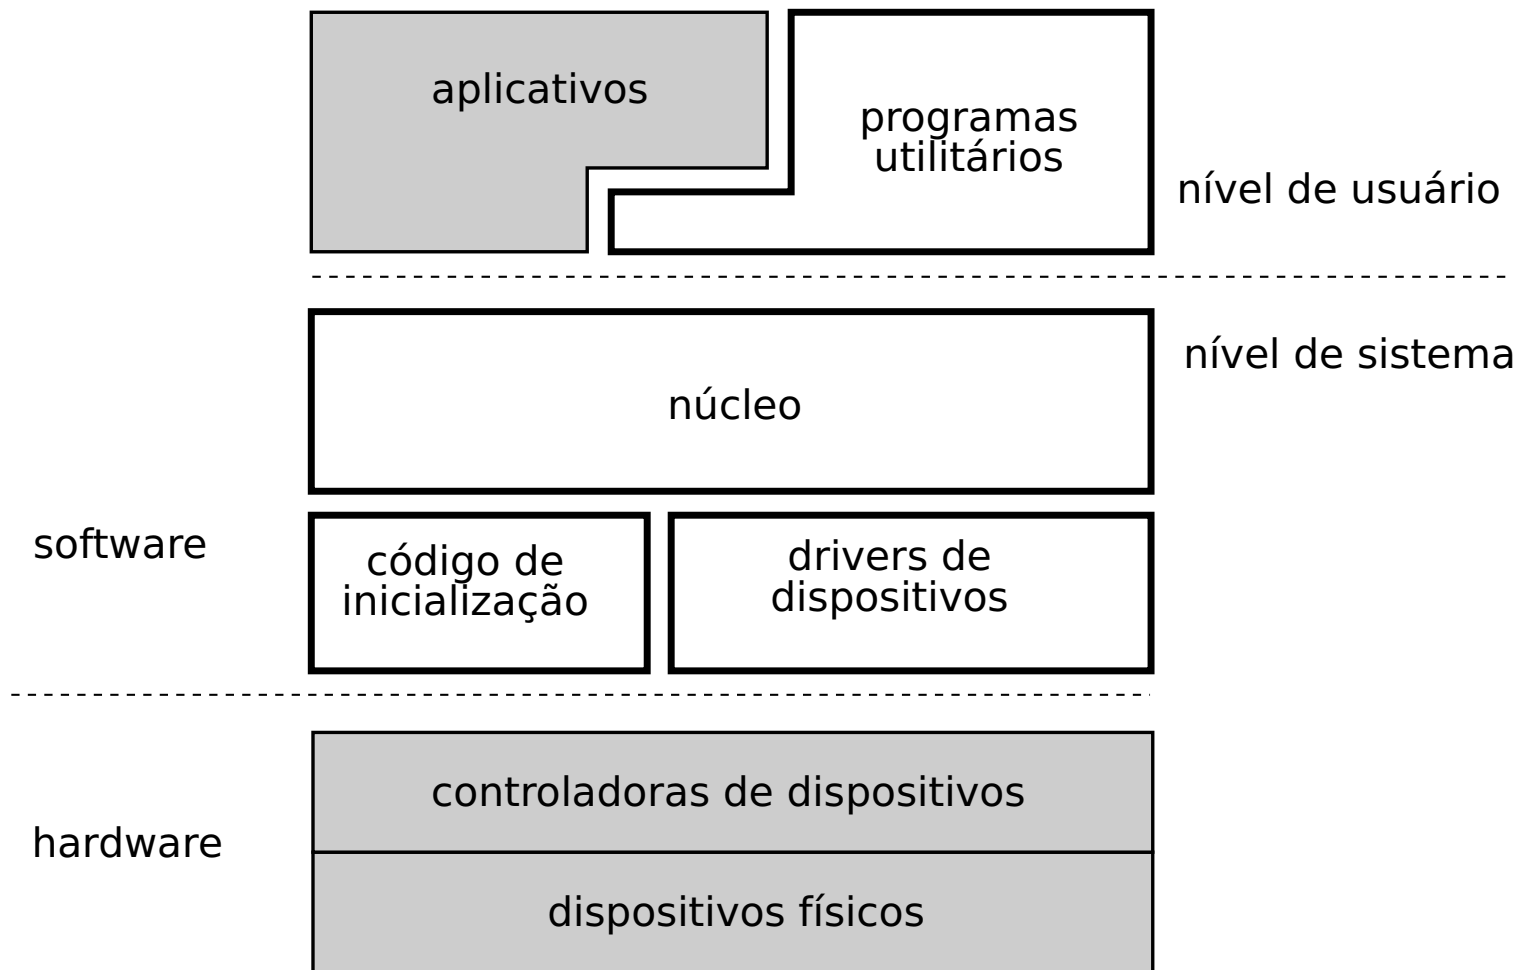 aplicativos
programas
utilitários
nível de usuário
nível de sistema
núcleo
software
código de
inicialização
drivers de
dispositivos
controladoras de dispositivos
hardware
dispositivos físicos